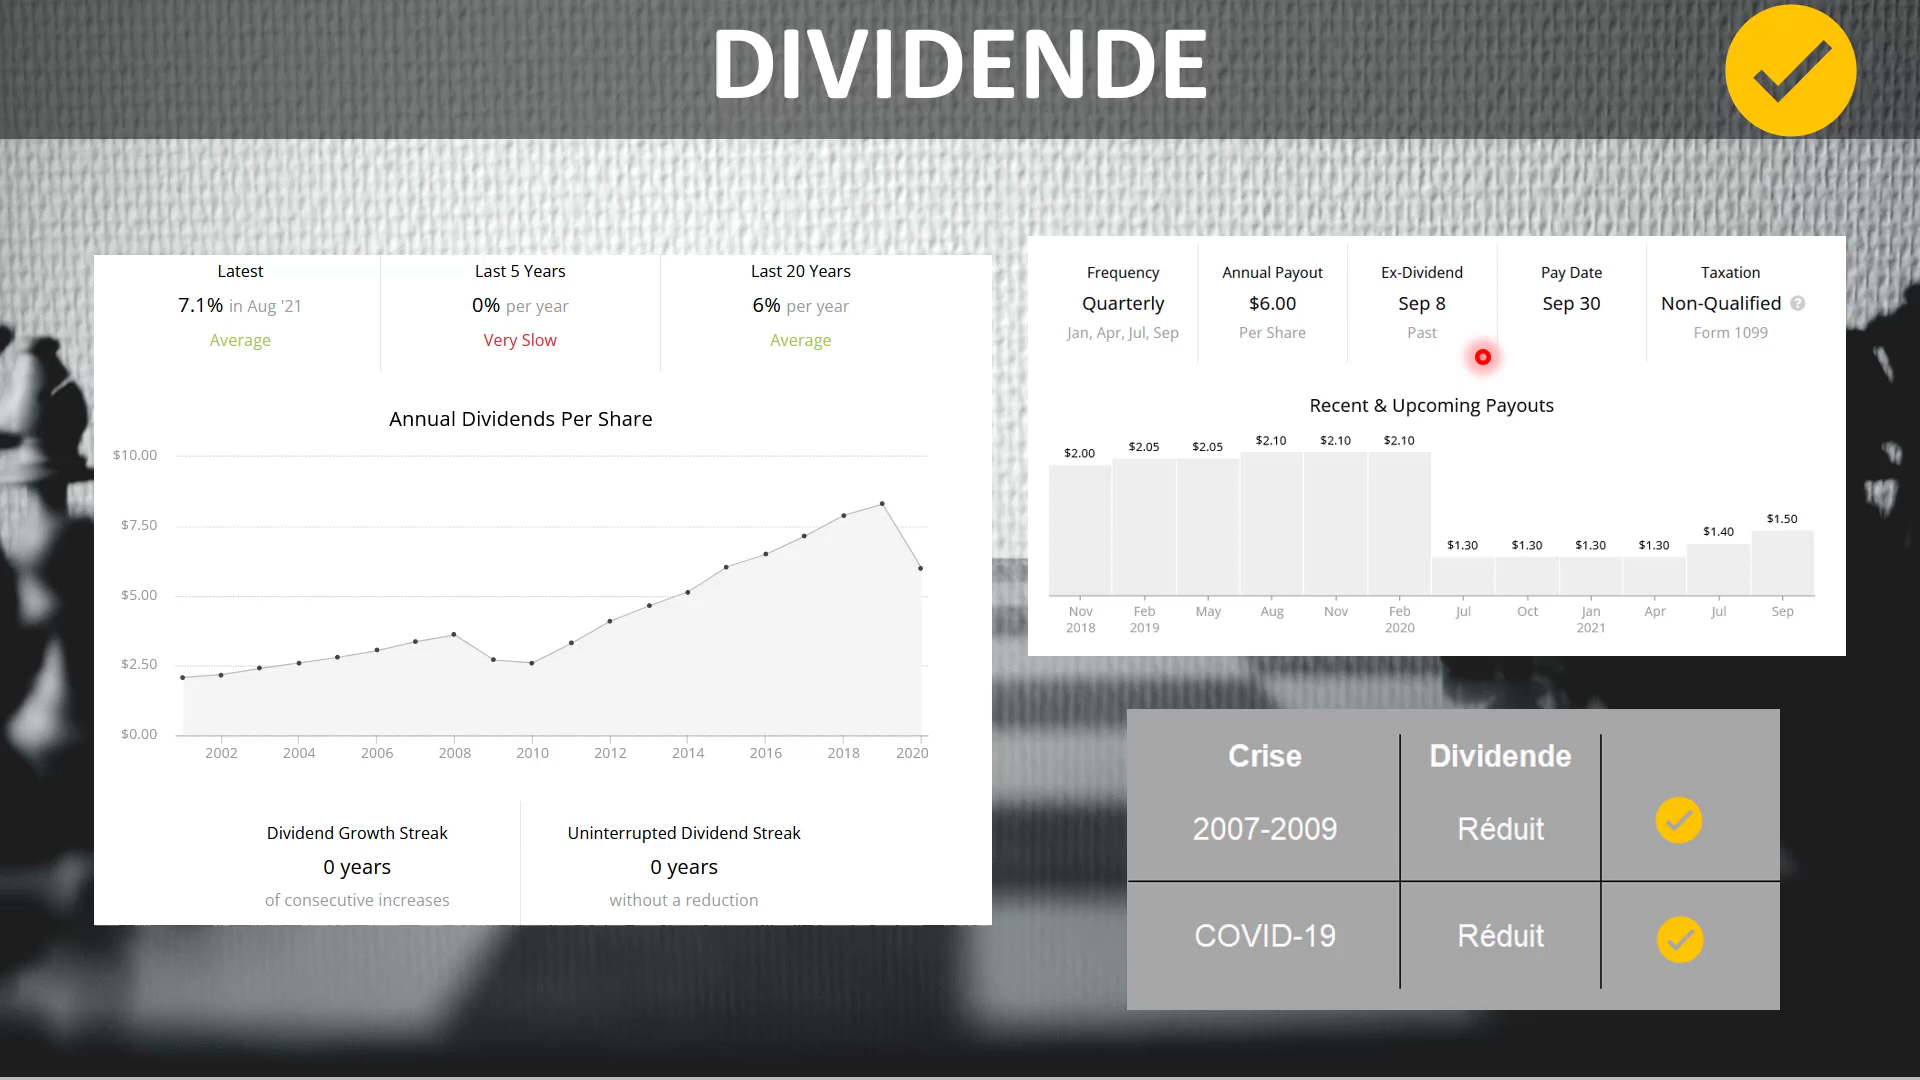 DIVIDENDE
Latest
7.1% in Aug '21
Average
Last 5 Years
0% per year
Very Slow
Last 20 Years
6% per year
Average
Annual Dividends Per Share
$10.00
$7.50
$5.00
$2.50
$0.00
2002 2004 2006 2008 2010 2012 2014 2016 2018 2020
Dividend Growth Streak
0 years
of consecutive increases
Uninterrupted Dividend Streak
0 years
without a reduction
Frequency
Quarterly
Jan, Apr, Jul, Sep
Annual Payout
$6.00
Per Share
Ex-Dividend
Sep 8
Past
Pay Date
Sep 30
Taxation
Non-Qualified ?
Form 1099
Recent & Upcoming Payouts
$2.00 $2.05 $2.05 $2.10 $2.10 $2.10 $1.30 $1.30 $1.30 $1.30 $1.40 $1.50
Nov Feb May Aug Nov Feb Jul Oct Jan Apr Jul Sep
2018 2019 2020 2021
Crise Dividende
2007-2009 Réduit
COVID-19 Réduit